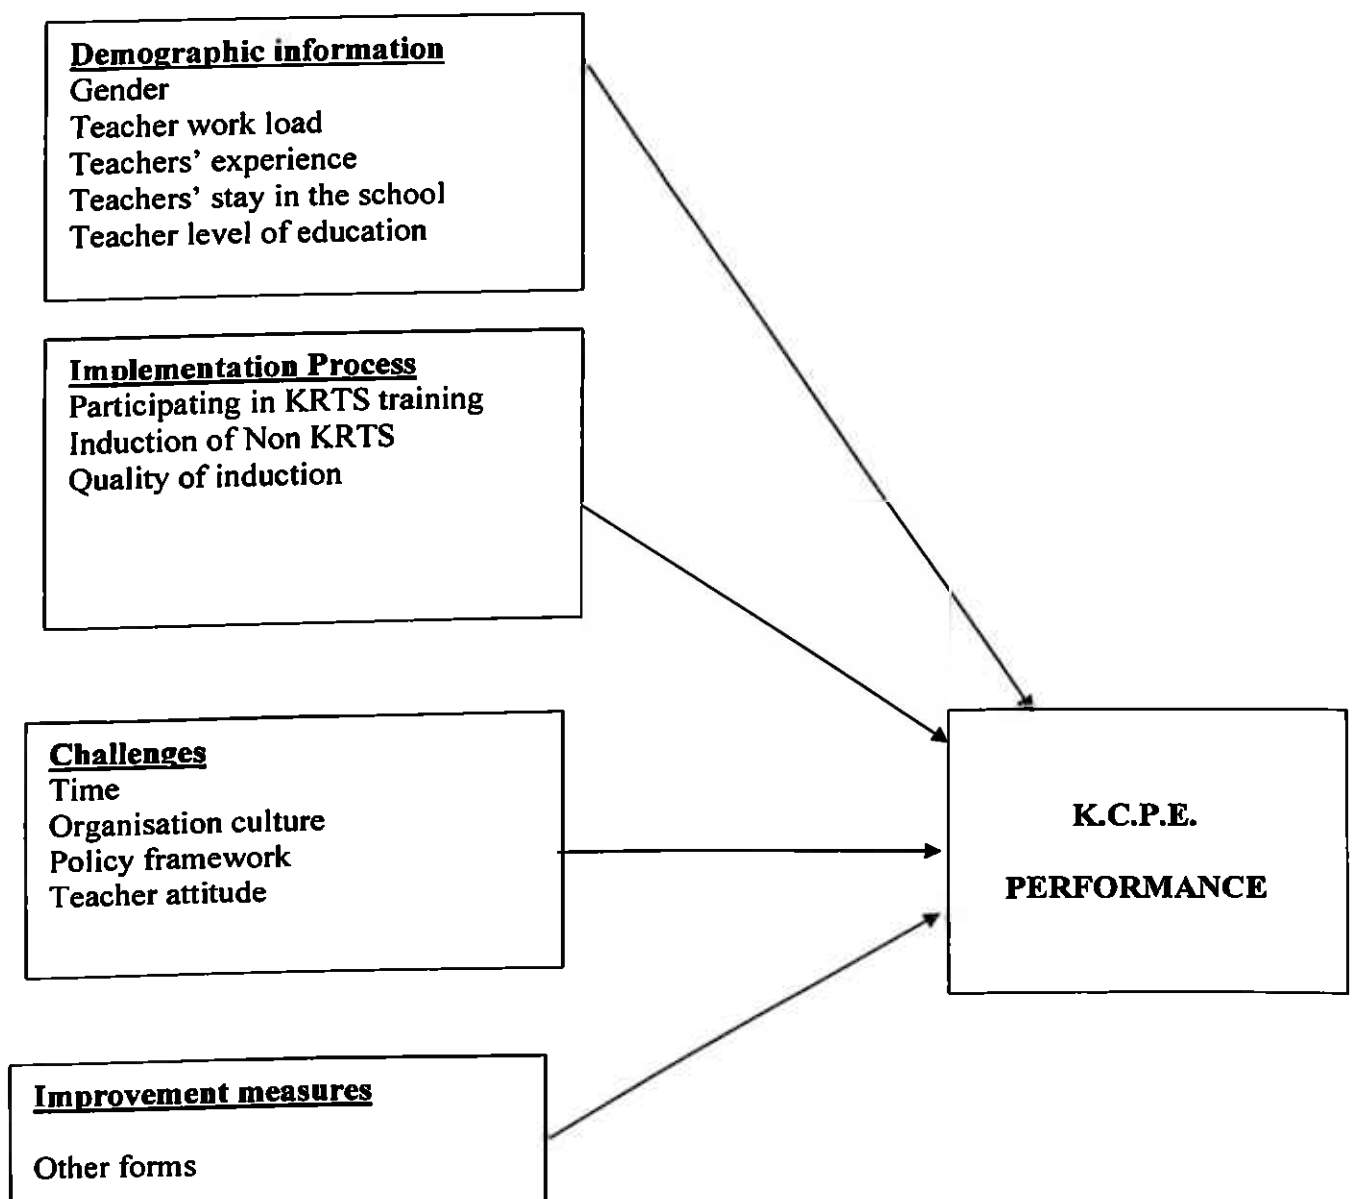 Demographic information
Gender
Teacher work load
Teachers' experience
Teachers' stay in the school
Teacher level of education
Implementation Process
Participating in KRTS training
Induction of Non KRTS
Quality of induction
Challenges
Time
Organisation culture
Policy framework
Teacher attitude
K.C.P.E.
PERFORMANCE
Improvement measures
Other forms